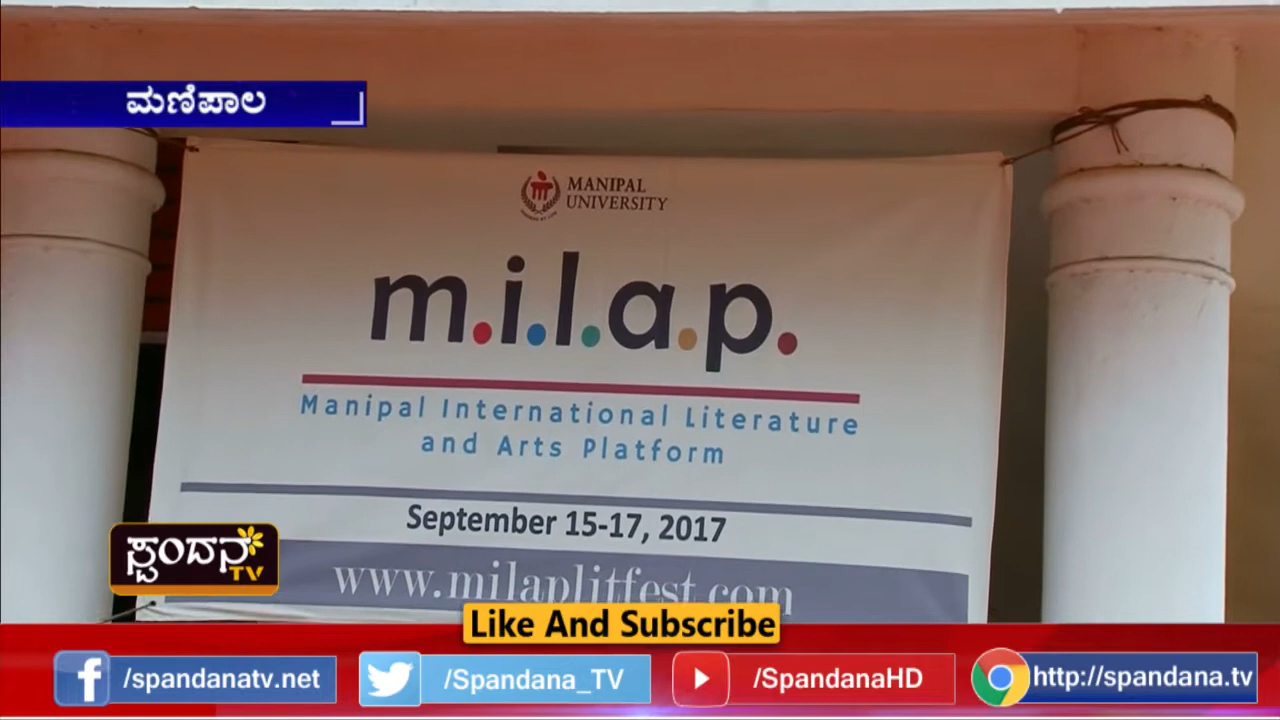 ಮಣಿಪಾಲ
MANIPAL
UNIVERSITY
m.i.l.a.p.
Manipal International Literature
and Arts Platform
September 15-17, 2017
www.milaplitfest.com
ಸ್ಪಂದನ
TV
Like And Subscribe
/spandanatv.net
/Spandana_TV
/SpandanaHD
http://spandana.tv